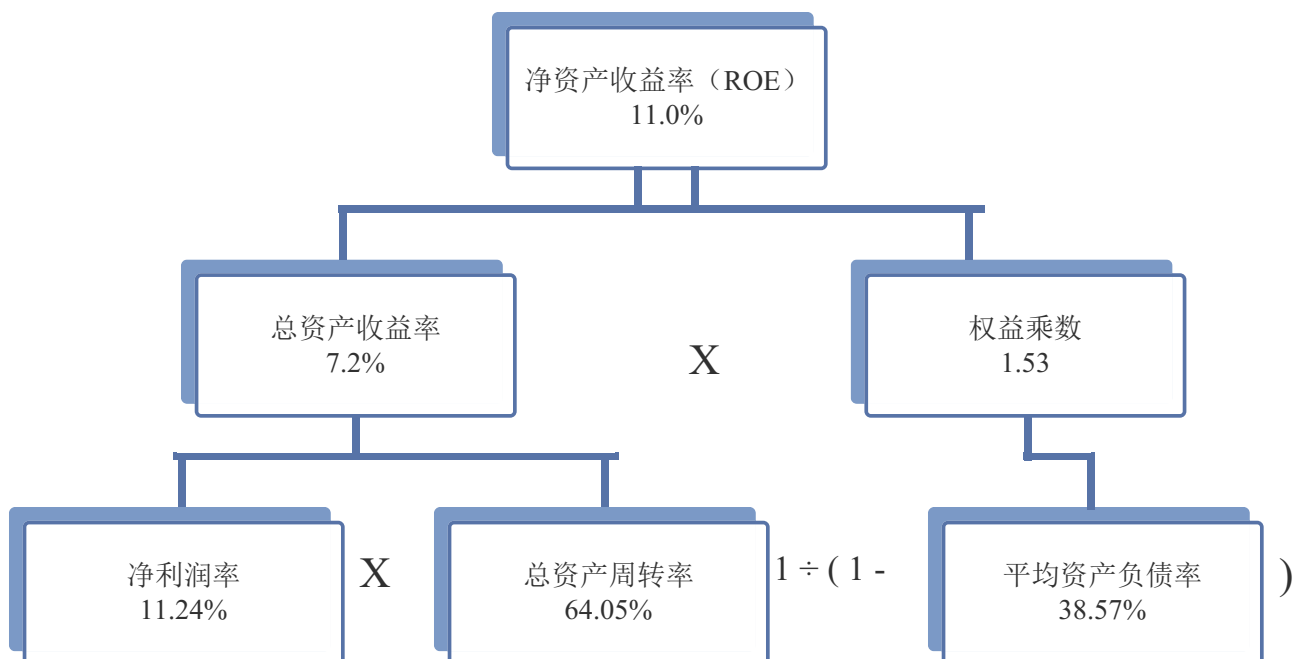 净资产收益率（ROE）
11.0%
总资产收益率
7.2%
X
权益乘数
1.53
净利润率
11.24%
X
总资产周转率
64.05%
1 ÷ ( 1 -
平均资产负债率
38.57%
)